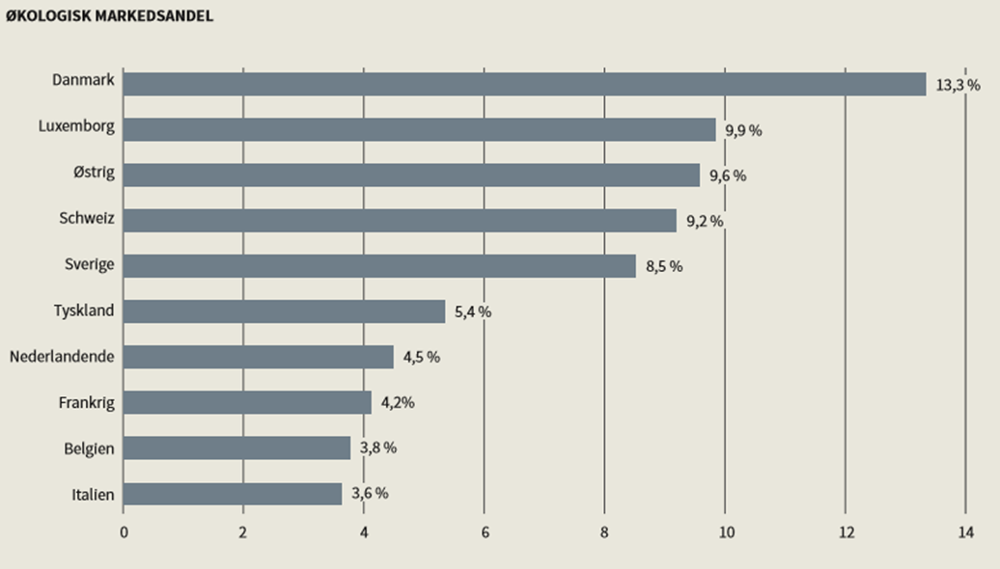 ØKOLOGISK MARKEDSANDEL
Danmark 13,3 %
Luxemborg 9,9 %
Østrig 9,6 %
Schweiz 9,2 %
Sverige 8,5 %
Tyskland 5,4 %
Nederlandende 4,5 %
Frankrig 4,2%
Belgien 3,8 %
Italien 3,6 %
0 2 4 6 8 10 12 14